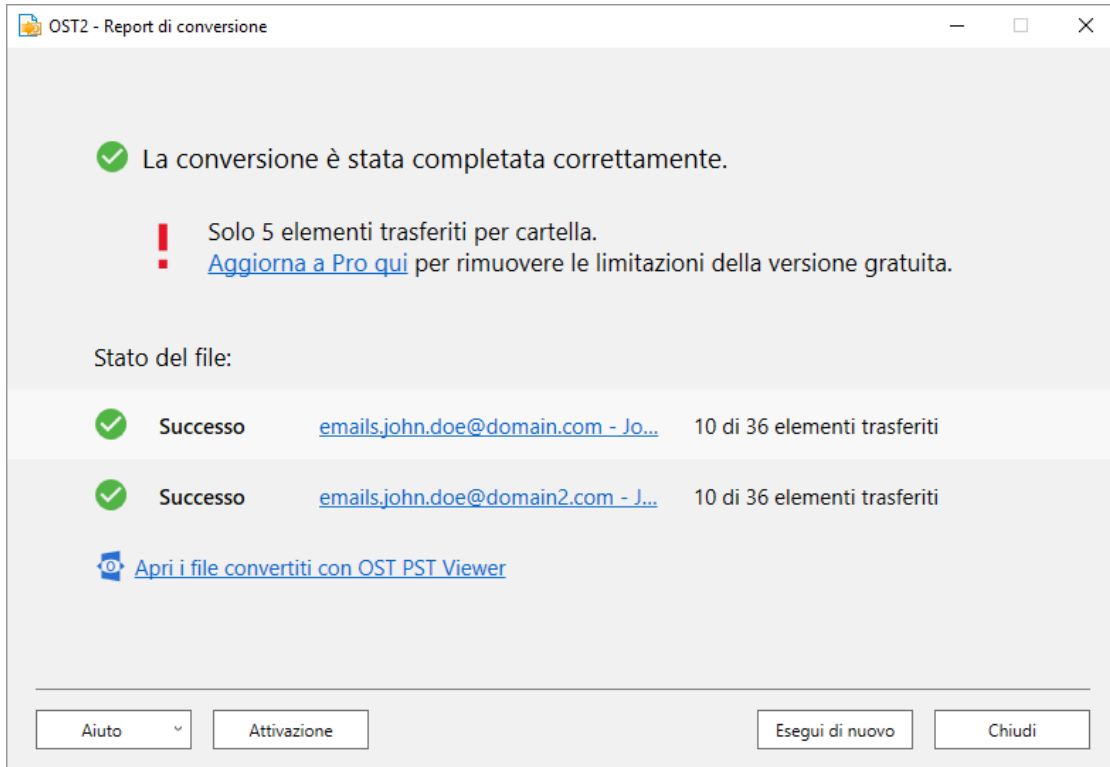 OST2 - Report di conversione
La conversione è stata completata correttamente.
Solo 5 elementi trasferiti per cartella.
Aggiorna a Pro qui per rimuovere le limitazioni della versione gratuita.
Stato del file:
Successo emails.john.doe@domain.com - Jo... 10 di 36 elementi trasferiti
Successo emails.john.doe@domain2.com - J... 10 di 36 elementi trasferiti
Apri i file convertiti con OST PST Viewer
Aiuto Attivazione Esegui di nuovo Chiudi